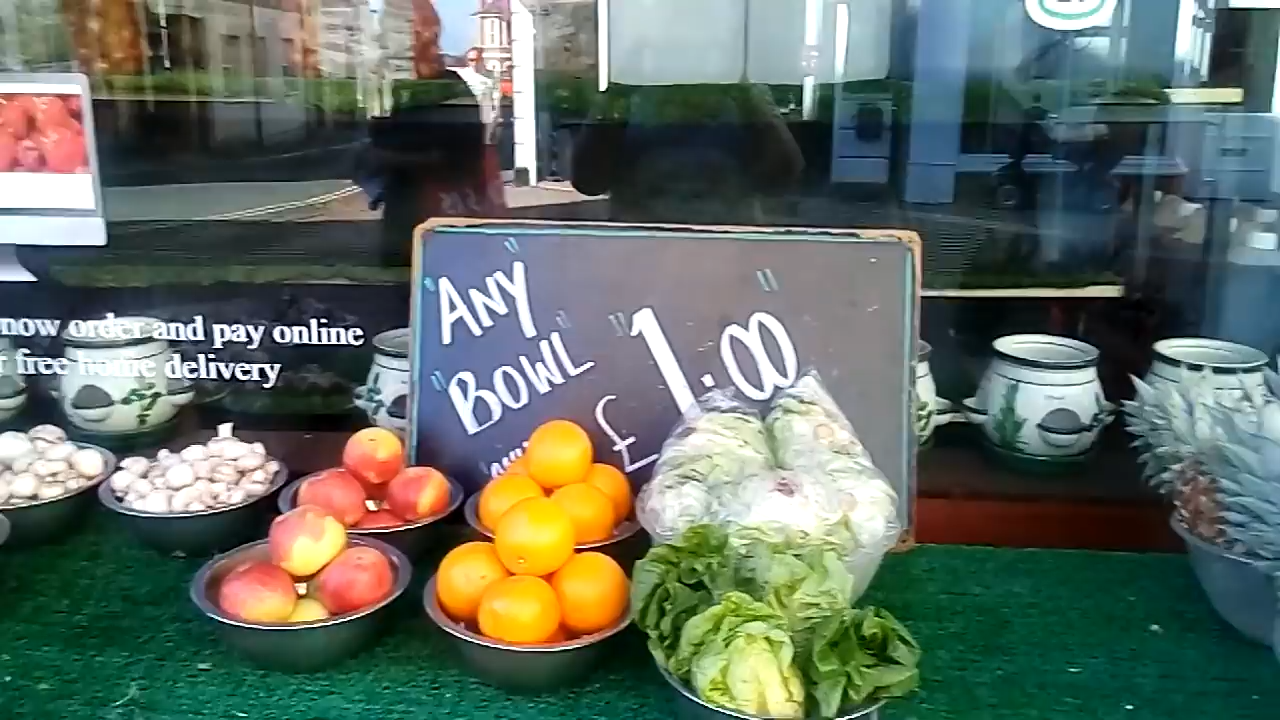 now order and pay online
r free home delivery
"ANY"
"BOWL"
£ "1.00"